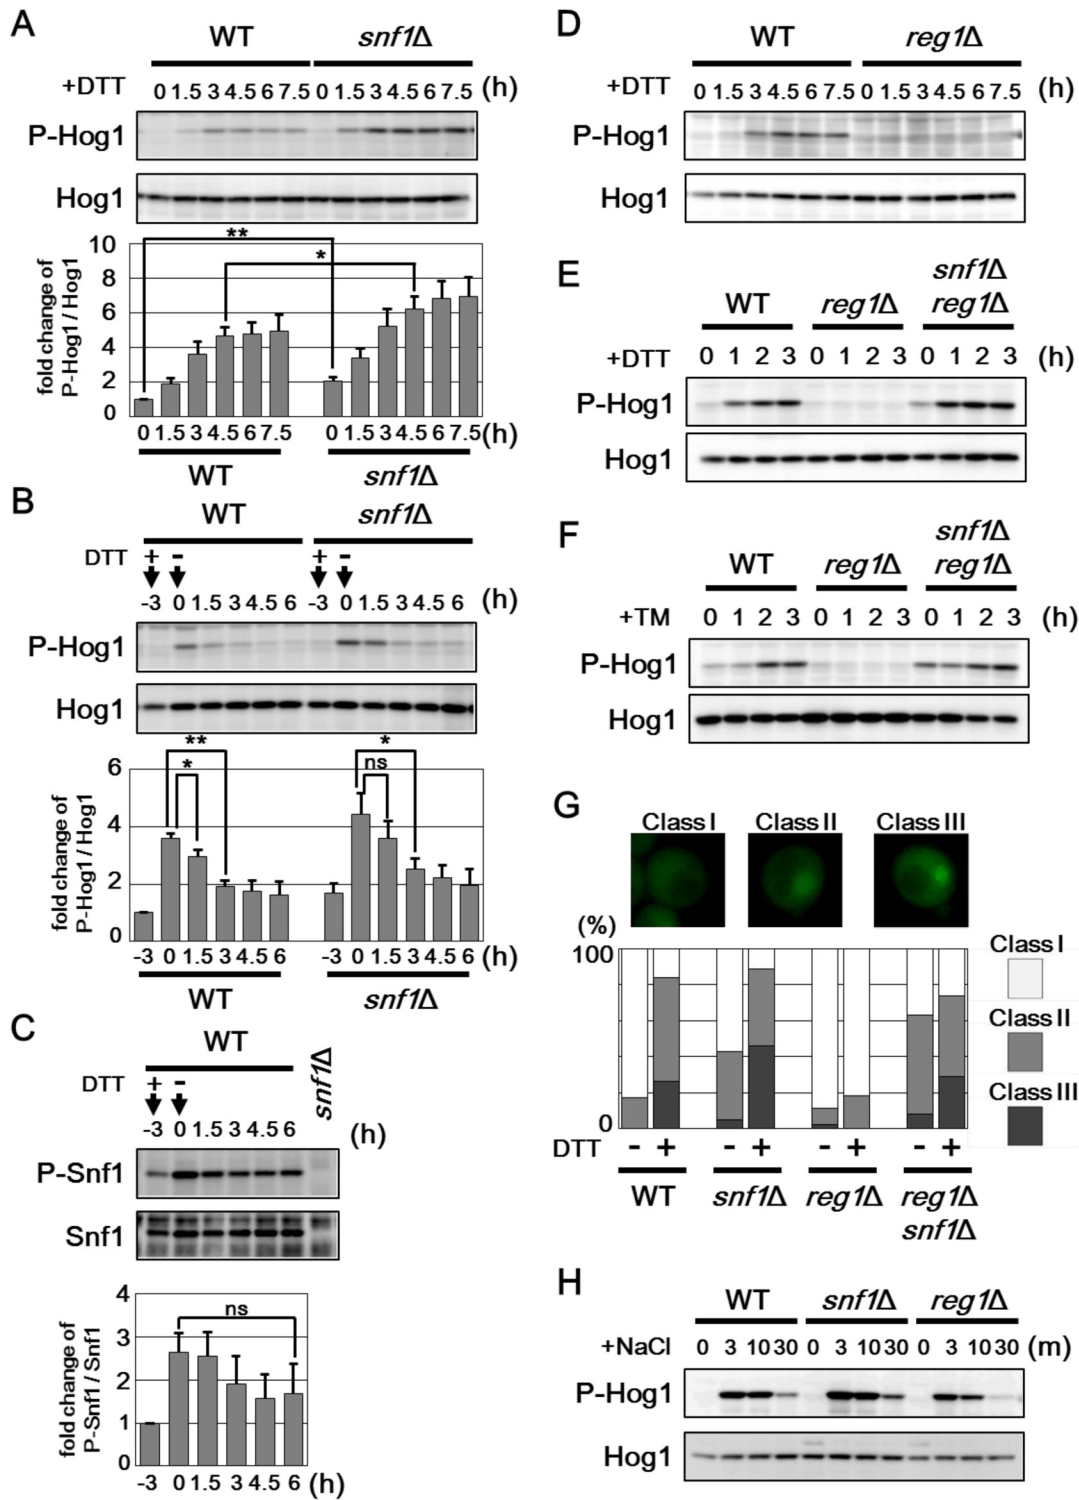 A
WT snf1Δ
+DTT 0 1.5 3 4.5 6 7.5 0 1.5 3 4.5 6 7.5 (h)
P-Hog1
Hog1
fold change of
P-Hog1 / Hog1
10
8
6
4
2
0
**
*
0 1.5 3 4.5 6 7.5 0 1.5 3 4.5 6 7.5 (h)
WT snf1Δ
B
WT snf1Δ
DTT + - + -
-3 0 1.5 3 4.5 6 -3 0 1.5 3 4.5 6 (h)
P-Hog1
Hog1
fold change of
P-Hog1 / Hog1
6
4
2
0
** *
* ns
-3 0 1.5 3 4.5 6 -3 0 1.5 3 4.5 6 (h)
WT snf1Δ
C
WT snf1Δ
DTT + -
-3 0 1.5 3 4.5 6 (h)
P-Snf1
Snf1
fold change of
P-Snf1 / Snf1
4
3
2
1
0
ns
-3 0 1.5 3 4.5 6 (h)
D
WT reg1Δ
+DTT 0 1.5 3 4.5 6 7.5 0 1.5 3 4.5 6 7.5 (h)
P-Hog1
Hog1
E
WT reg1Δ snf1Δ
reg1Δ
+DTT 0 1 2 3 0 1 2 3 0 1 2 3 (h)
P-Hog1
Hog1
F
WT reg1Δ snf1Δ
reg1Δ
+TM 0 1 2 3 0 1 2 3 0 1 2 3 (h)
P-Hog1
Hog1
G
Class I Class II Class III
(%)
100
0
Class I
Class II
Class III
DTT - + - + - + - +
WT snf1Δ reg1Δ reg1Δ
snf1Δ
H
WT snf1Δ reg1Δ
+NaCl 0 3 10 30 0 3 10 30 0 3 10 30 (m)
P-Hog1
Hog1